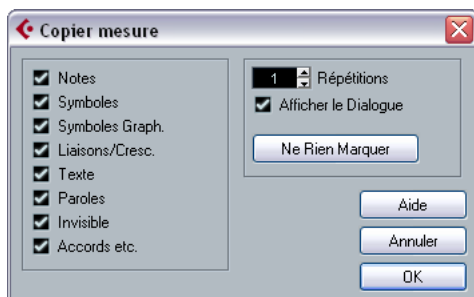 Copier mesure
Notes
Symboles
Symboles Graph.
Liaisons/Cresc.
Texte
Paroles
Invisible
Accords etc.
1 Répétitions
Afficher le Dialogue
Ne Rien Marquer
Aide
Annuler
OK